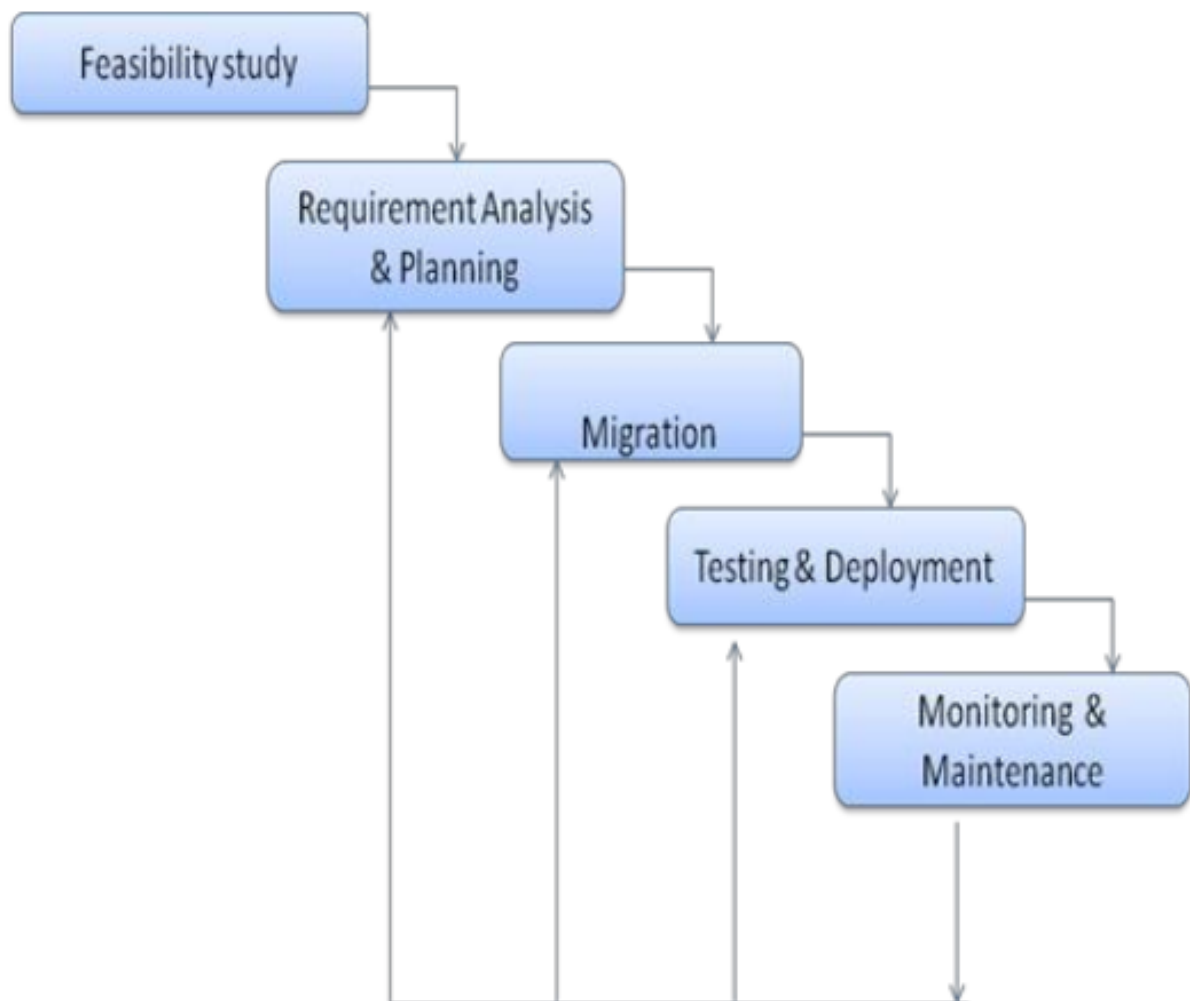 Feasibility study
Requirement Analysis
& Planning
Migration
Testing & Deployment
Monitoring &
Maintenance